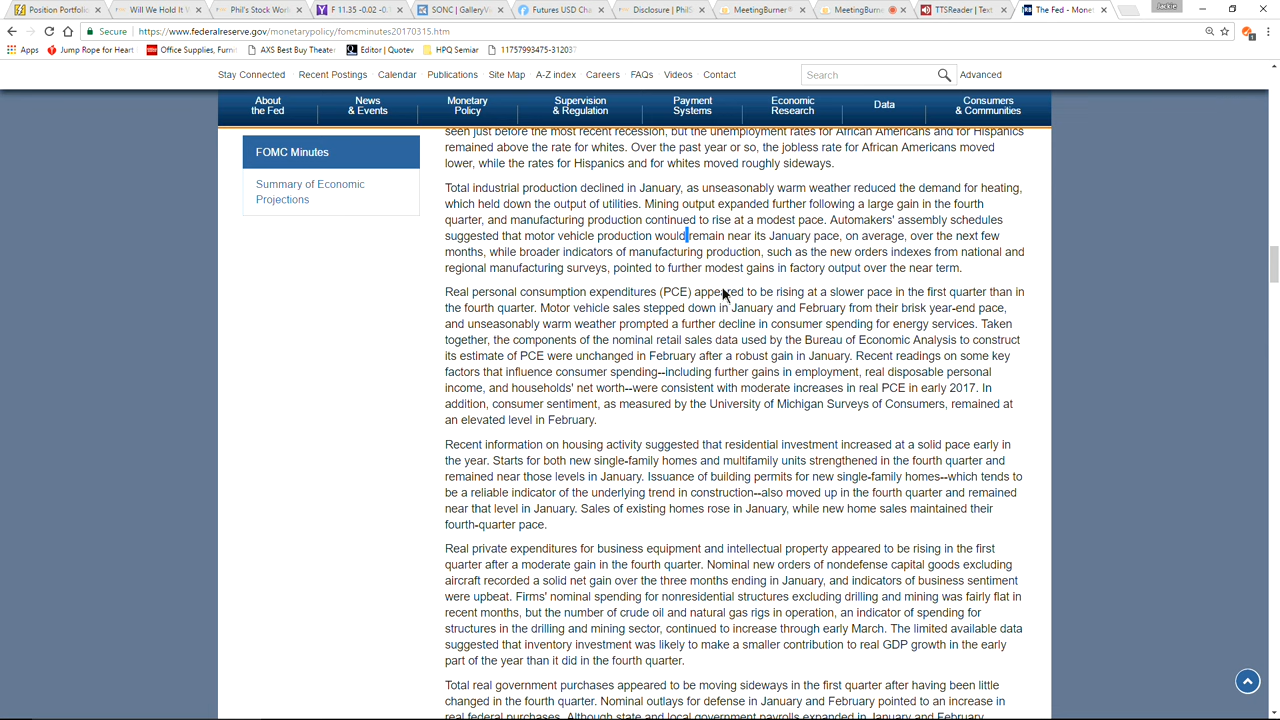 Position Portfolio
Will We Hold It W
Phil's Stock World
F 11.35 -0.02 -0.
SONC | GalleryVi
Futures USD Cha
Disclosure | PhilS
MeetingBurner®
MeetingBurne
TTSReader | Text
The Fed - Monet
Jackie
Secure | https://www.federalreserve.gov/monetarypolicy/fomcminutes20170315.htm
Apps
Jump Rope for Heart
Office Supplies, Furni
AXS Best Buy Theater
Editor | Quotev
HPQ Semiar
11757993475-312037
Stay Connected Recent Postings Calendar Publications Site Map A-Z index Careers FAQs Videos Contact Search Advanced
About the Fed
News & Events
Monetary Policy
Supervision & Regulation
Payment Systems
Economic Research
Data
Consumers & Communities
FOMC Minutes
Summary of Economic
Projections
seen just before the most recent recession, but the unemployment rates for African Americans and for Hispanics
remained above the rate for whites. Over the past year or so, the jobless rate for African Americans moved
lower, while the rates for Hispanics and for whites moved roughly sideways.
Total industrial production declined in January, as unseasonably warm weather reduced the demand for heating,
which held down the output of utilities. Mining output expanded further following a large gain in the fourth
quarter, and manufacturing production continued to rise at a modest pace. Automakers' assembly schedules
suggested that motor vehicle production would remain near its January pace, on average, over the next few
months, while broader indicators of manufacturing production, such as the new orders indexes from national and
regional manufacturing surveys, pointed to further modest gains in factory output over the near term.
Real personal consumption expenditures (PCE) appeared to be rising at a slower pace in the first quarter than in
the fourth quarter. Motor vehicle sales stepped down in January and February from their brisk year-end pace,
and unseasonably warm weather prompted a further decline in consumer spending for energy services. Taken
together, the components of the nominal retail sales data used by the Bureau of Economic Analysis to construct
its estimate of PCE were unchanged in February after a robust gain in January. Recent readings on some key
factors that influence consumer spending--including further gains in employment, real disposable personal
income, and households' net worth--were consistent with moderate increases in real PCE in early 2017. In
addition, consumer sentiment, as measured by the University of Michigan Surveys of Consumers, remained at
an elevated level in February.
Recent information on housing activity suggested that residential investment increased at a solid pace early in
the year. Starts for both new single-family homes and multifamily units strengthened in the fourth quarter and
remained near those levels in January. Issuance of building permits for new single-family homes--which tends to
be a reliable indicator of the underlying trend in construction--also moved up in the fourth quarter and remained
near that level in January. Sales of existing homes rose in January, while new home sales maintained their
fourth-quarter pace.
Real private expenditures for business equipment and intellectual property appeared to be rising in the first
quarter after a moderate gain in the fourth quarter. Nominal new orders of nondefense capital goods excluding
aircraft recorded a solid net gain over the three months ending in January, and indicators of business sentiment
were upbeat. Firms' nominal spending for nonresidential structures excluding drilling and mining was fairly flat in
recent months, but the number of crude oil and natural gas rigs in operation, an indicator of spending for
structures in the drilling and mining sector, continued to increase through early March. The limited available data
suggested that inventory investment was likely to make a smaller contribution to real GDP growth in the early
part of the year than it did in the fourth quarter.
Total real government purchases appeared to be moving sideways in the first quarter after having been little
changed in the fourth quarter. Nominal outlays for defense in January and February pointed to an increase in
real federal purchases. Although state and local government payrolls expanded in January and February,